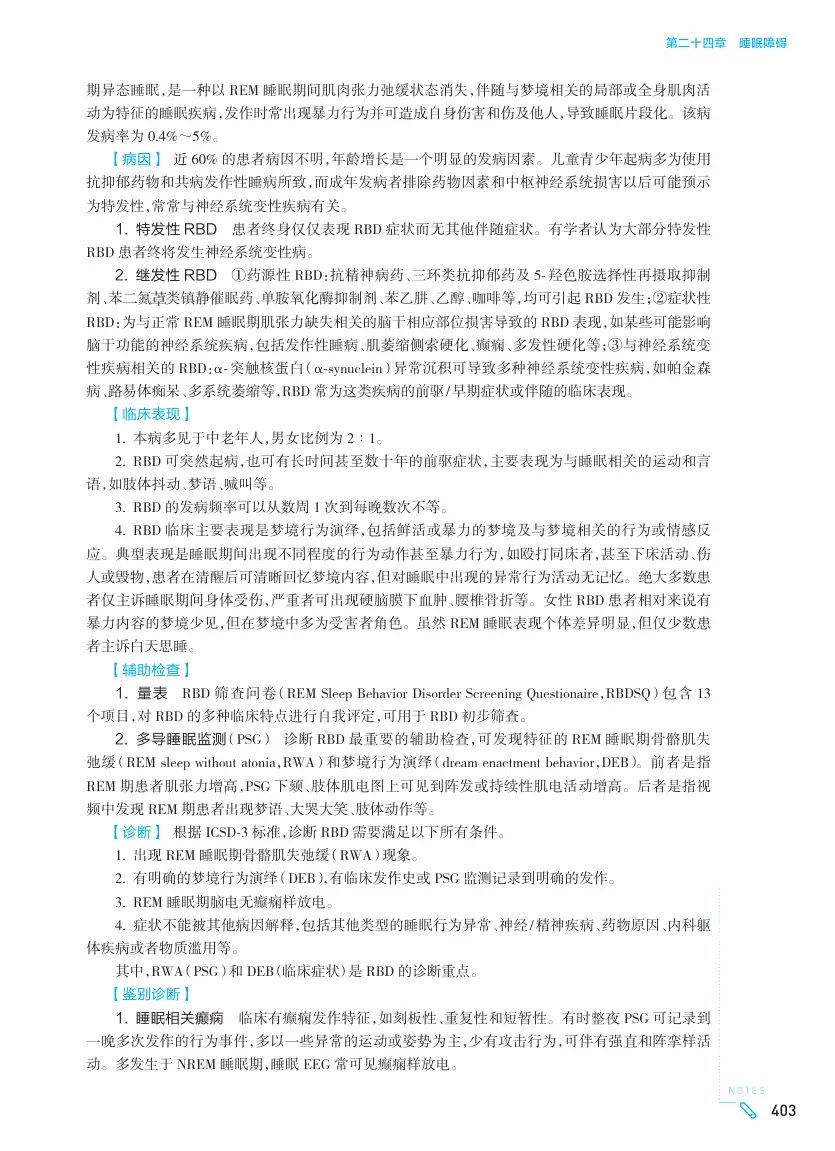 第二十四章　睡眠障碍
期异态睡眠,是一种以 REM 睡眠期间肌肉张力弛缓状态消失,伴随与梦境相关的局部或全身肌肉活
动为特征的睡眠疾病,发作时常出现暴力行为并可造成自身伤害和伤及他人,导致睡眠片段化。该病
发病率为 0.4%～5%。
【病因】 近 60% 的患者病因不明,年龄增长是一个明显的发病因素。儿童青少年起病多为使用
抗抑郁药物和共病发作性睡病所致,而成年发病者排除药物因素和中枢神经系统损害以后可能预示
为特发性,常常与神经系统变性疾病有关。
1. 特发性 RBD　患者终身仅仅表现 RBD 症状而无其他伴随症状。有学者认为大部分特发性
RBD 患者终将发生神经系统变性病。
2. 继发性 RBD　①药源性 RBD:抗精神病药、三环类抗抑郁药及 5- 羟色胺选择性再摄取抑制
剂、苯二氮䓬类镇静催眠药、单胺氧化酶抑制剂、苯乙肼、乙醇、咖啡等,均可引起 RBD 发生;②症状性
RBD:为与正常 REM 睡眠期肌张力缺失相关的脑干相应部位损害导致的 RBD 表现,如某些可能影响
脑干功能的神经系统疾病,包括发作性睡病、肌萎缩侧索硬化、癫痫、多发性硬化等;③与神经系统变
性疾病相关的 RBD:α- 突触核蛋白(α-synuclein)异常沉积可导致多种神经系统变性疾病,如帕金森
病、路易体痴呆、多系统萎缩等,RBD 常为这类疾病的前驱/早期症状或伴随的临床表现。
【临床表现】
1. 本病多见于中老年人,男女比例为 2∶1。
2. RBD 可突然起病,也可有长时间甚至数十年的前驱症状,主要表现为与睡眠相关的运动和言
语,如肢体抖动、梦语、喊叫等。
3. RBD 的发病频率可以从数周 1 次到每晚数次不等。
4. RBD 临床主要表现是梦境行为演绎,包括鲜活或暴力的梦境及与梦境相关的行为或情感反
应。典型表现是睡眠期间出现不同程度的行为动作甚至暴力行为,如殴打同床者,甚至下床活动、伤
人或毁物,患者在清醒后可清晰回忆梦境内容,但对睡眠中出现的异常行为活动无记忆。绝大多数患
者仅主诉睡眠期间身体受伤,严重者可出现硬脑膜下血肿、腰椎骨折等。女性 RBD 患者相对来说有
暴力内容的梦境少见,但在梦境中多为受害者角色。虽然 REM 睡眠表现个体差异明显,但仅少数患
者主诉白天思睡。
【辅助检查】
1. 量表　RBD 筛查问卷(REM Sleep Behavior Disorder Screening Questionaire,RBDSQ)包含 13
个项目,对 RBD 的多种临床特点进行自我评定,可用于 RBD 初步筛查。
2. 多导睡眠监测(PSG)　诊断 RBD 最重要的辅助检查,可发现特征的 REM 睡眠期骨骼肌失
弛缓(REM sleep without atonia,RWA)和梦境行为演绎(dream enactment behavior,DEB)。前者是指
REM 期患者肌张力增高,PSG 下颏、肢体肌电图上可见到阵发或持续性肌电活动增高。后者是指视
频中发现 REM 期患者出现梦语、大哭大笑、肢体动作等。
【诊断】 根据 ICSD-3 标准,诊断 RBD 需要满足以下所有条件。
1. 出现 REM 睡眠期骨骼肌失弛缓(RWA)现象。
2. 有明确的梦境行为演绎(DEB),有临床发作史或 PSG 监测记录到明确的发作。
3. REM 睡眠期脑电无癫痫样放电。
4. 症状不能被其他病因解释,包括其他类型的睡眠行为异常、神经/精神疾病、药物原因、内科躯
体疾病或者物质滥用等。
其中,RWA(PSG)和 DEB(临床症状)是 RBD 的诊断重点。
【鉴别诊断】
1. 睡眠相关癫痫　临床有癫痫发作特征,如刻板性、重复性和短暂性。有时整夜 PSG 可记录到
一晚多次发作的行为事件,多以一些异常的运动或姿势为主,少有攻击行为,可伴有强直和阵挛样活
动。多发生于 NREM 睡眠期,睡眠 EEG 常可见癫痫样放电。
NOTES
403